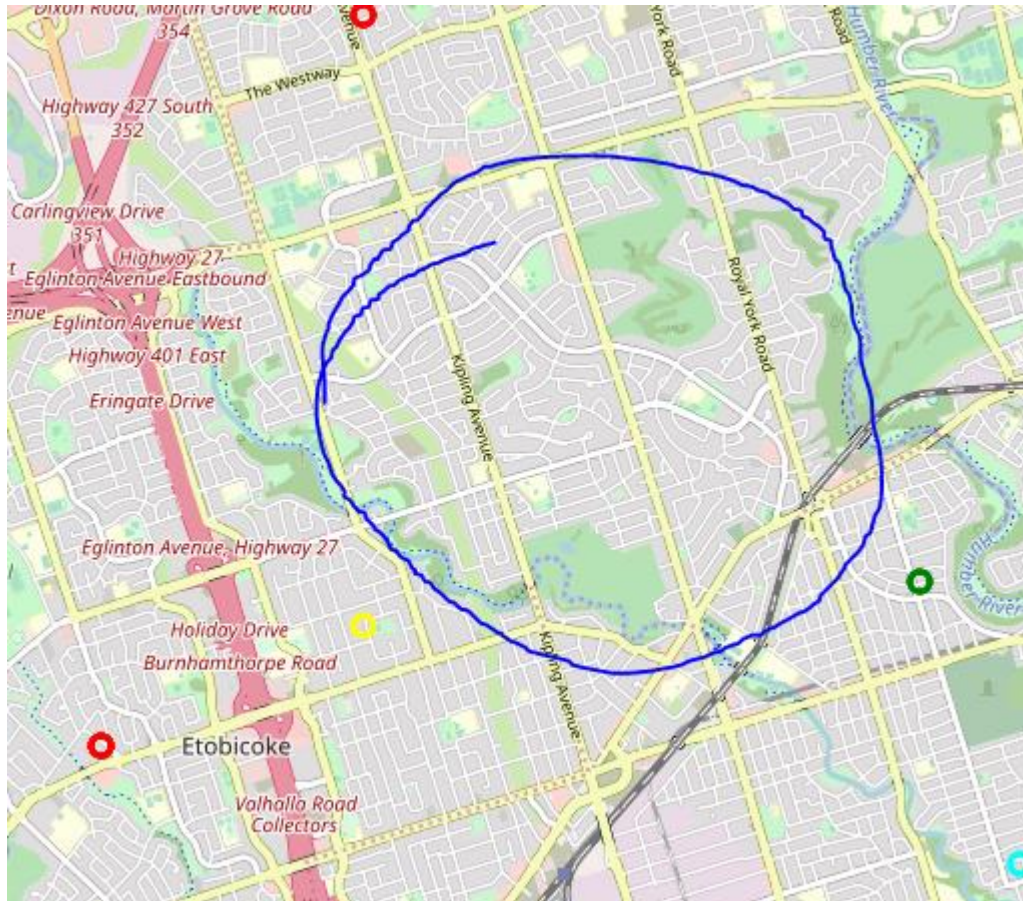 Dixon Road, Martin Grove Road
354
The Westway
Avenue
York Road
Road
Humber River
Highway 427 South
352
Carlingview Drive
351
Highway 27
Eglinton Avenue Eastbound
Eglinton Avenue West
Highway 401 East
Eringate Drive
Royal York Road
Kipling Avenue
Eglinton Avenue, Highway 27
Humber River
Holiday Drive
Burnhamthorpe Road
Kipling Avenue
Etobicoke
Valhalla Road
Collectors